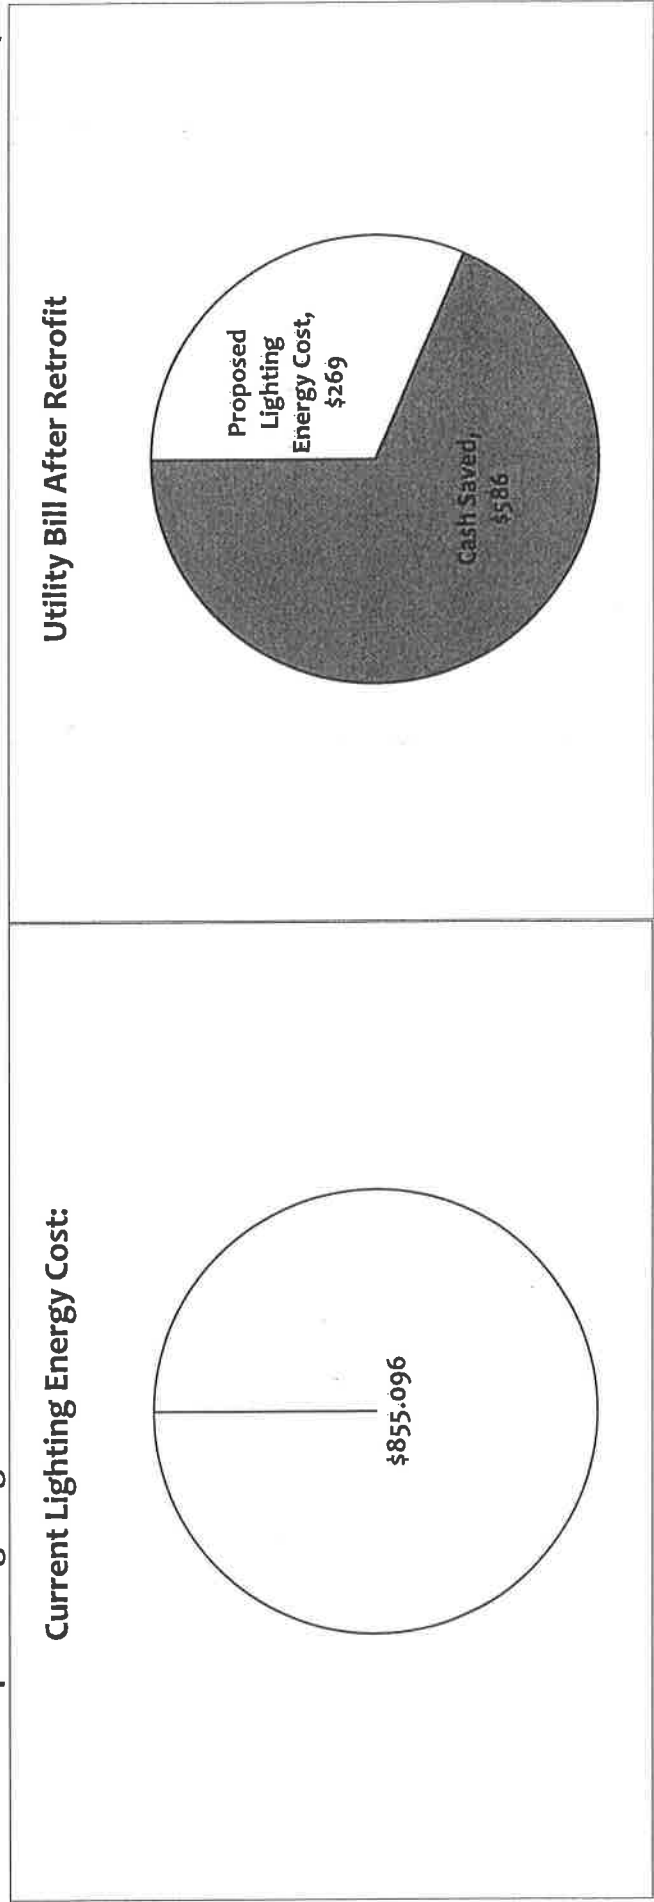 Current Lighting Energy Cost:
$855.096
Utility Bill After Retrofit
Proposed
Lighting
Energy Cost,
$269
Cash Saved,
$586